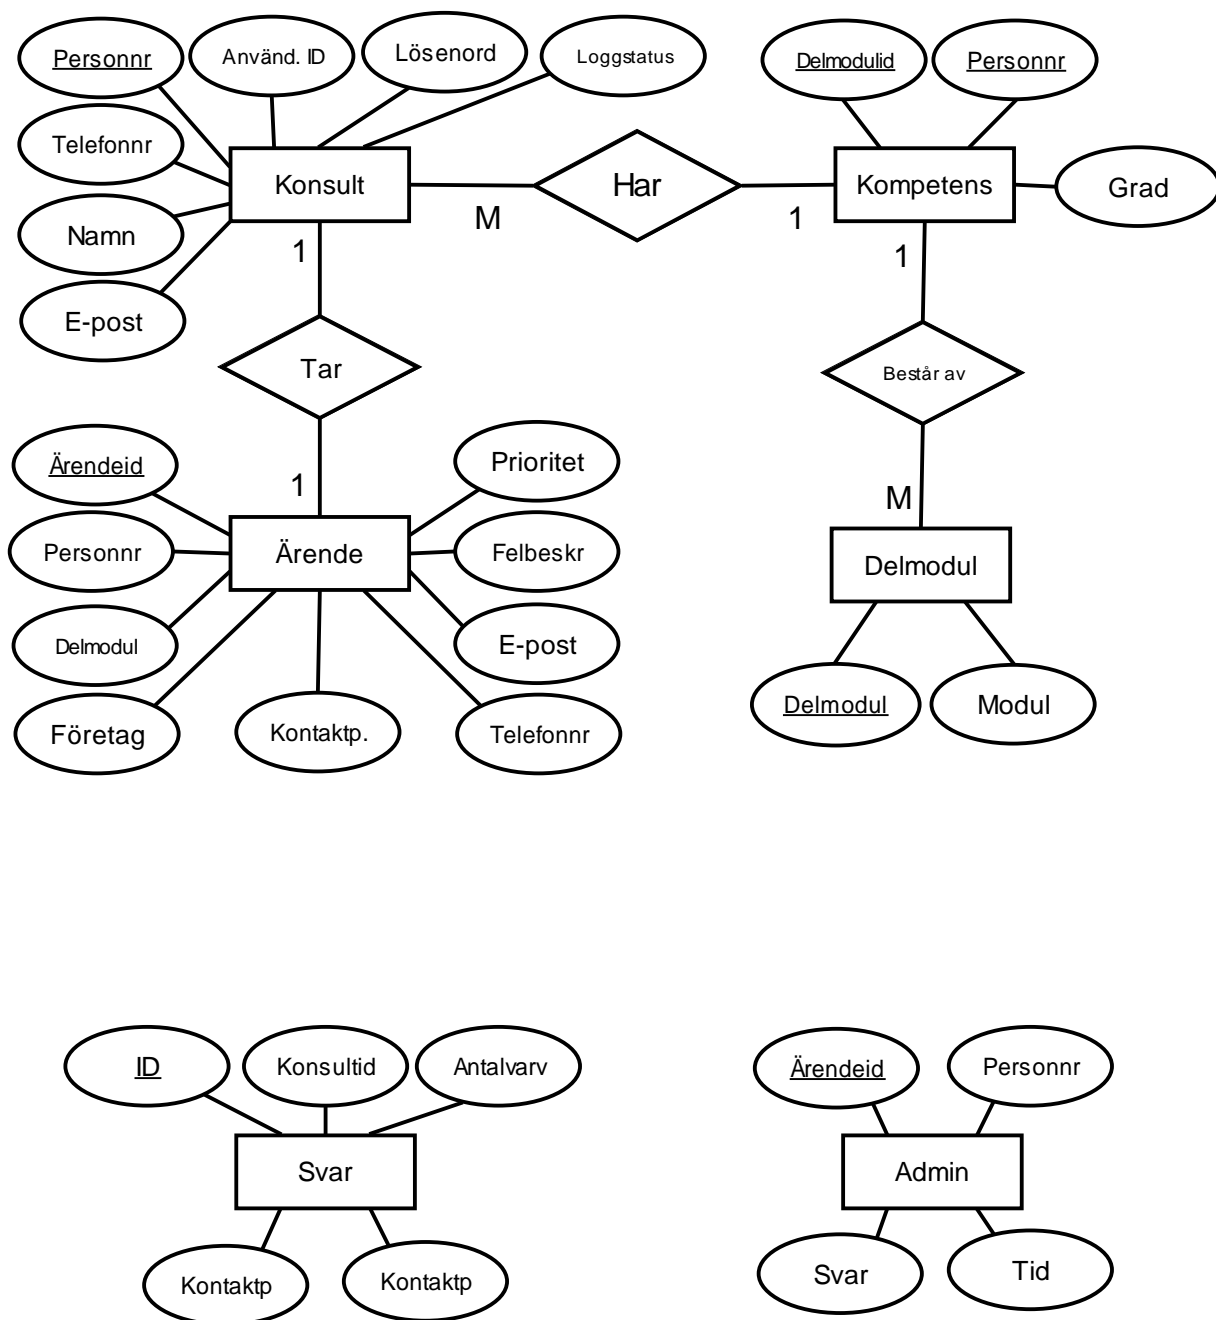 Personnr
Använd. ID
Lösenord
Loggstatus
Delmodulid
Personnr
Telefonnr
Konsult
Har
Kompetens
Grad
M
1
Namn
1
1
E-post
Tar
Består av
Ärendeid
Prioritet
1
M
Personnr
Ärende
Felbeskr
Delmodul
Delmodul
E-post
Företag
Kontaktp.
Telefonnr
Delmodul
Modul
ID
Konsultid
Antalvarv
Ärendeid
Personnr
Svar
Admin
Kontaktp
Kontaktp
Svar
Tid